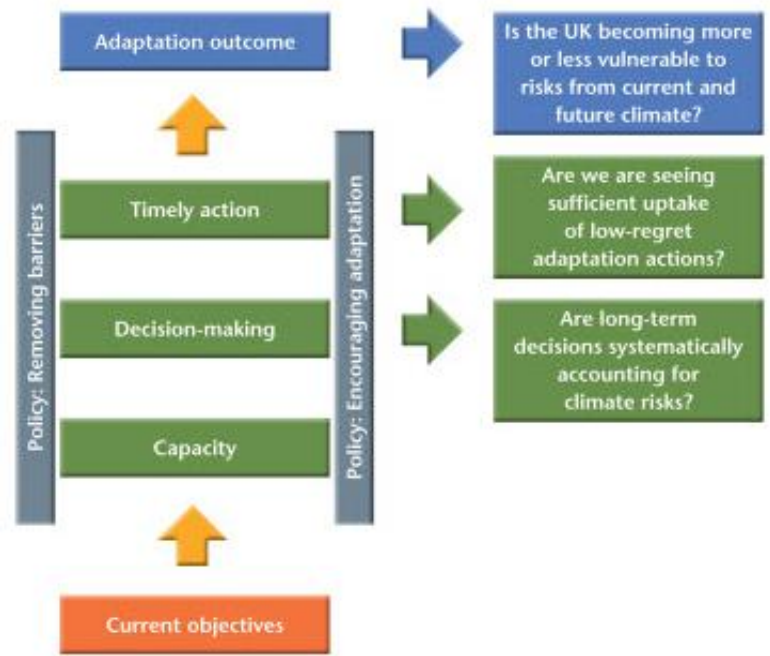 Adaptation outcome
Is the UK becoming more
or less vulnerable to
risks from current and
future climate?
Policy: Removing barriers
Timely action
Policy: Encouraging adaptation
Are we are seeing
sufficient uptake
of low-regret
adaptation actions?
Decision-making
Are long-term
decisions systematically
accounting for
climate risks?
Capacity
Current objectives